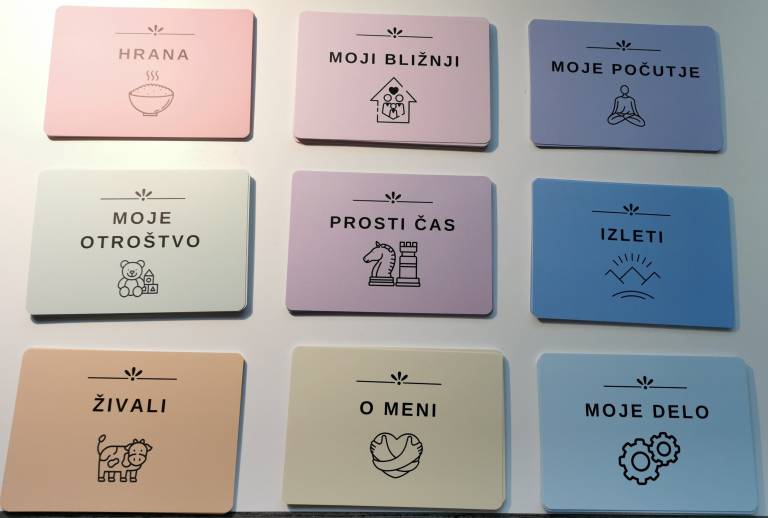 HRANA
MOJI BLIŽNJI
MOJE POČUTJE
MOJE
OTROŠTVO
PROSTI ČAS
IZLETI
ŽIVALI
O MENI
MOJE DELO